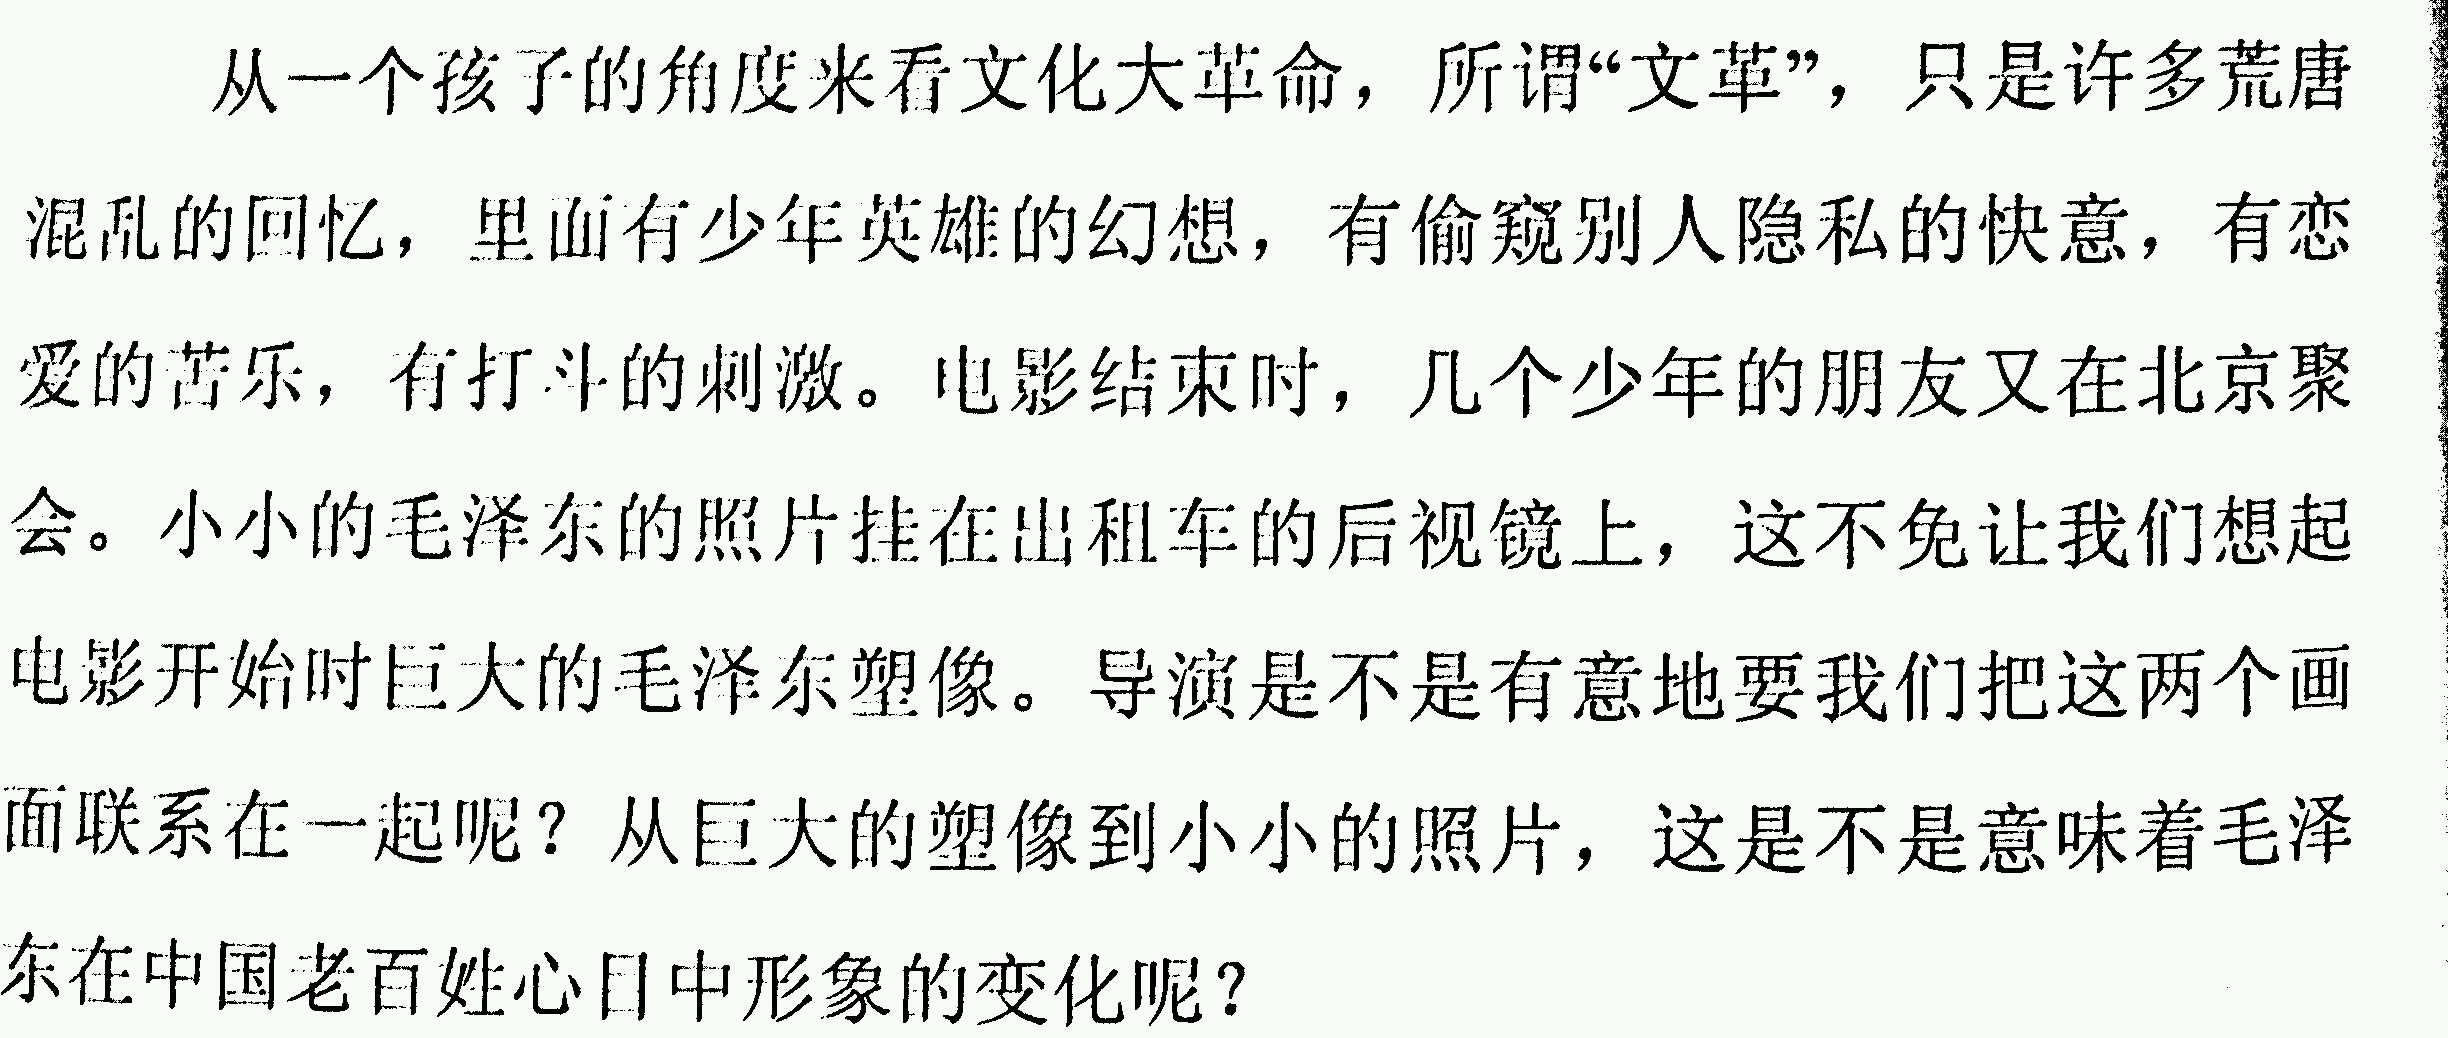 从一个孩子的角度来看文化大革命，所谓“文革”，只是许多荒唐
混乱的回忆，里面有少年英雄的幻想，有偷窥别人隐私的快意，有恋
爱的苦乐，有打斗的刺激。电影结束时，几个少年的朋友又在北京聚
会。小小的毛泽东的照片挂在出租车的后视镜上，这不免让我们想起
电影开始时巨大的毛泽东塑像。导演是不是有意地要我们把这两个画
面联系在一起呢？从巨大的塑像到小小的照片，这是不是意味着毛泽
东在中国老百姓心目中形象的变化呢？